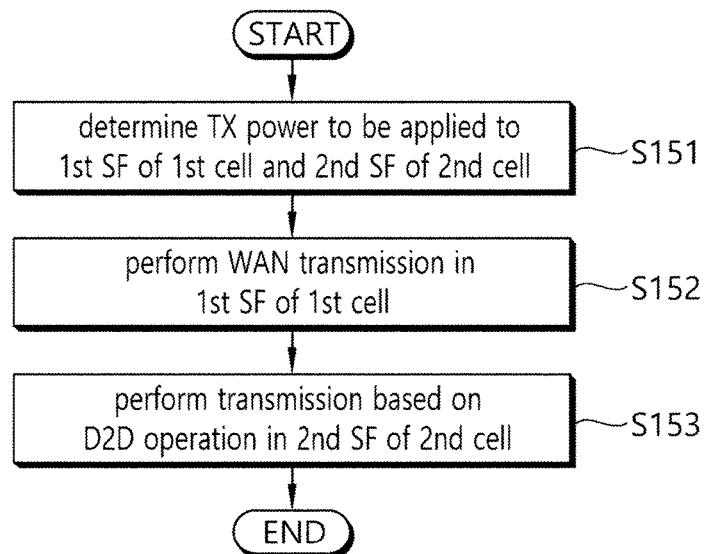 START
determine TX power to be applied to
1st SF of 1st cell and 2nd SF of 2nd cell
S151
perform WAN transmission in
1st SF of 1st cell
S152
perform transmission based on
D2D operation in 2nd SF of 2nd cell
S153
END